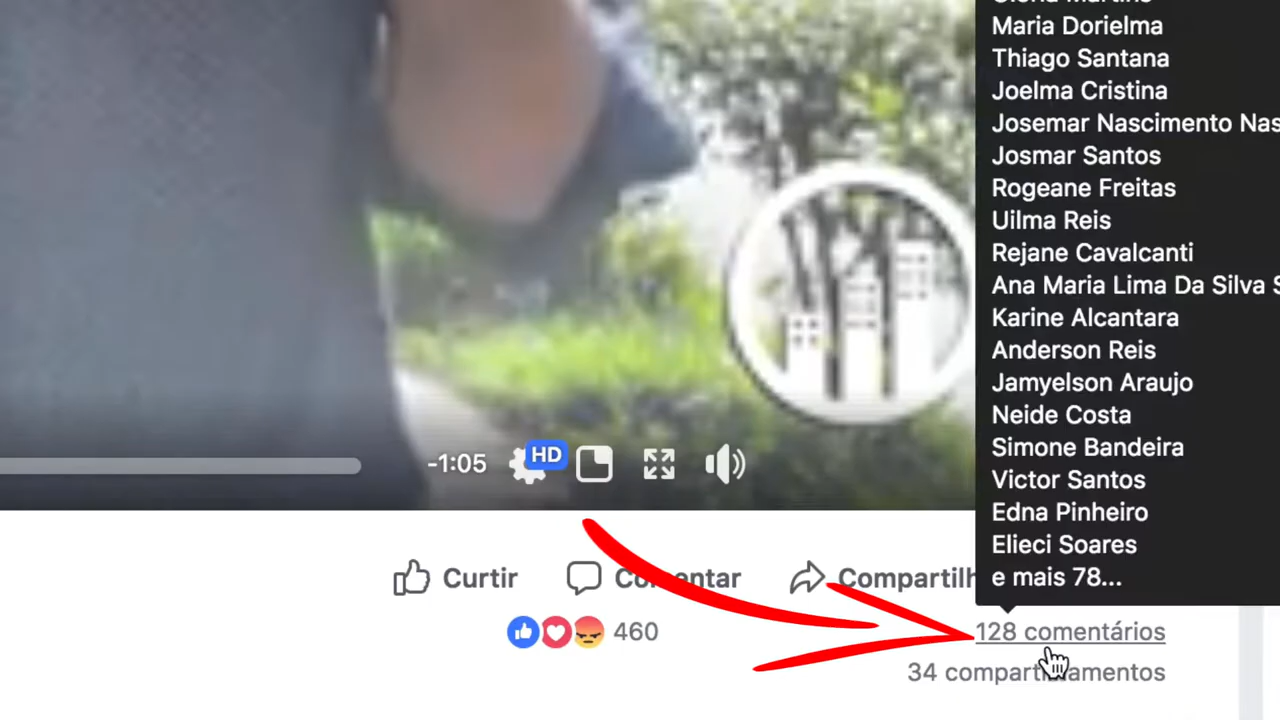 Maria Dorielma
Thiago Santana
Joelma Cristina
Josemar Nascimento Nas
Josmar Santos
Rogeane Freitas
Uilma Reis
Rejane Cavalcanti
Ana Maria Lima Da Silva S
Karine Alcantara
Anderson Reis
Jamyelson Araujo
Neide Costa
Simone Bandeira
Victor Santos
Edna Pinheiro
Elieci Soares
e mais 78...
-1:05 HD
Curtir Comentar Compartilh
460 128 comentários
34 compartilhamentos